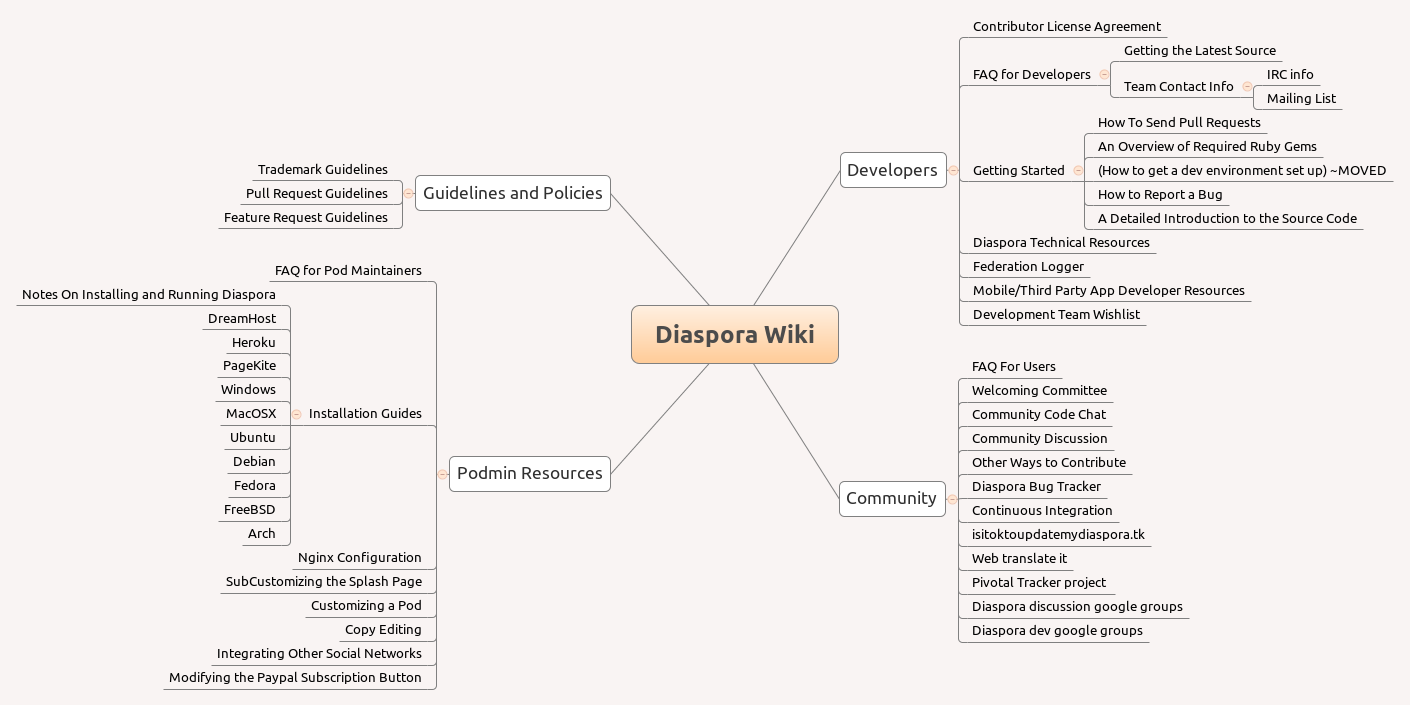 Diaspora Wiki
Guidelines and Policies
Trademark Guidelines
Pull Request Guidelines
Feature Request Guidelines
Podmin Resources
FAQ for Pod Maintainers
Installation Guides
Notes On Installing and Running Diaspora
DreamHost
Heroku
PageKite
Windows
MacOSX
Ubuntu
Debian
Fedora
FreeBSD
Arch
Nginx Configuration
SubCustomizing the Splash Page
Customizing a Pod
Copy Editing
Integrating Other Social Networks
Modifying the Paypal Subscription Button
Developers
Contributor License Agreement
FAQ for Developers
Getting the Latest Source
Team Contact Info
IRC info
Mailing List
Getting Started
How To Send Pull Requests
An Overview of Required Ruby Gems
(How to get a dev environment set up) ~MOVED
How to Report a Bug
A Detailed Introduction to the Source Code
Diaspora Technical Resources
Federation Logger
Mobile/Third Party App Developer Resources
Development Team Wishlist
Community
FAQ For Users
Welcoming Committee
Community Code Chat
Community Discussion
Other Ways to Contribute
Diaspora Bug Tracker
Continuous Integration
isitoktoupdatemydiaspora.tk
Web translate it
Pivotal Tracker project
Diaspora discussion google groups
Diaspora dev google groups